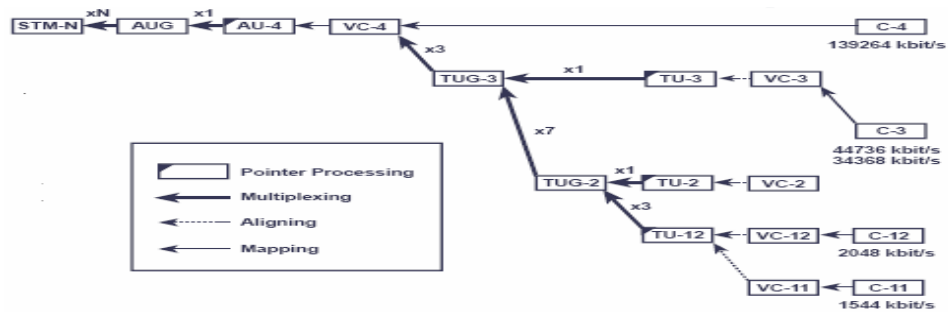 xN
x1
STM-N
AUG
AU-4
VC-4
C-4
139264 kbit/s
x3
x1
TUG-3
TU-3
VC-3
x7
C-3
44736 kbit/s
34368 kbit/s
x1
TUG-2
TU-2
VC-2
x3
TU-12
VC-12
C-12
2048 kbit/s
VC-11
C-11
1544 kbit/s
Pointer Processing
Multiplexing
Aligning
Mapping